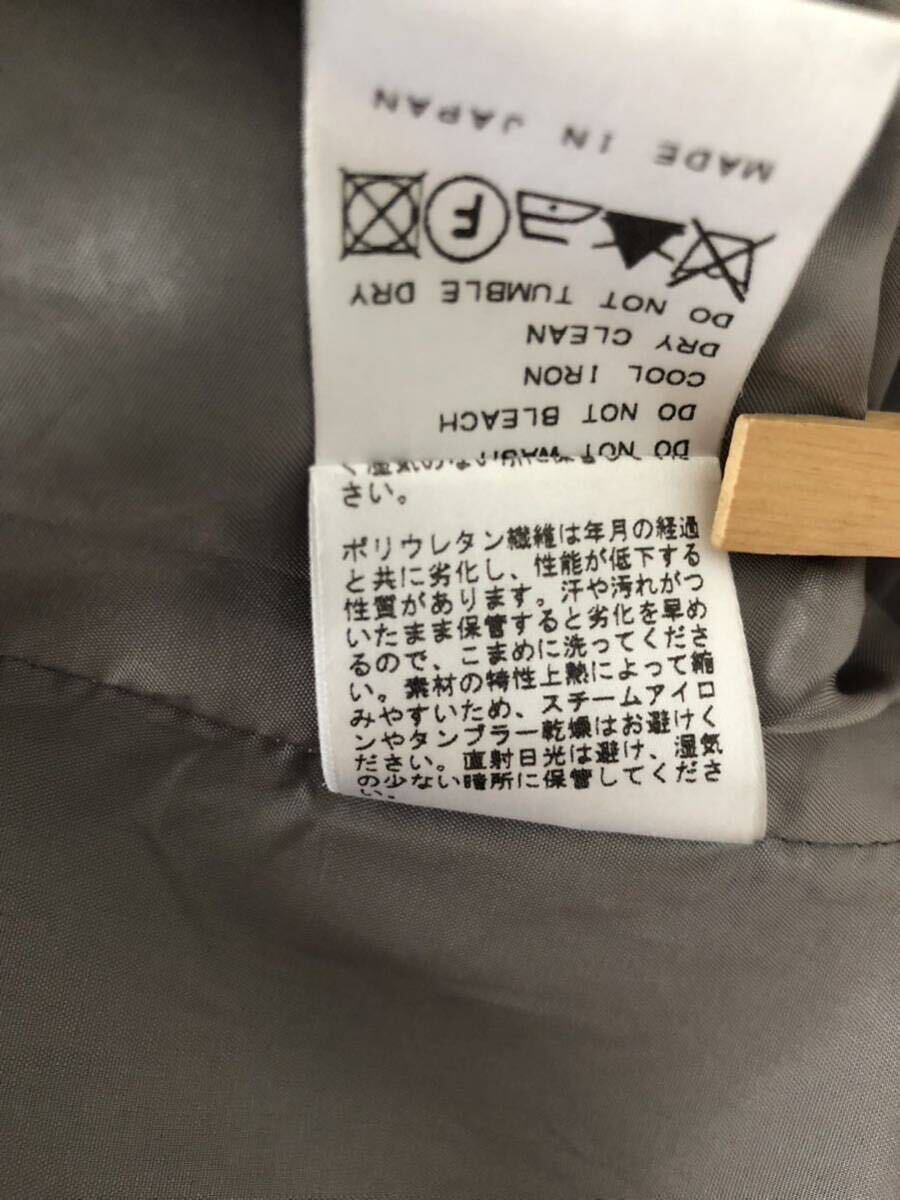 MADE IN JAPAN
F
DO NOT TUMBLE DRY
DRY CLEAN
COOL IRON
DO NOT BLEACH
DO NOT WASH
さい。
ポリウレタン繊維は年月の経過
と共に劣化し、性能が低下する
性質があります。汗や汚れがつ
いたまま保管すると劣化を早め
るので、こまめに洗ってくださ
い。素材の特性上熱によって縮
みやすいため、スチームアイロ
ンやタンブラー乾燥はお避けく
ださい。直射日光は避け、湿気
の少ない暗所に保管してくださ
い。